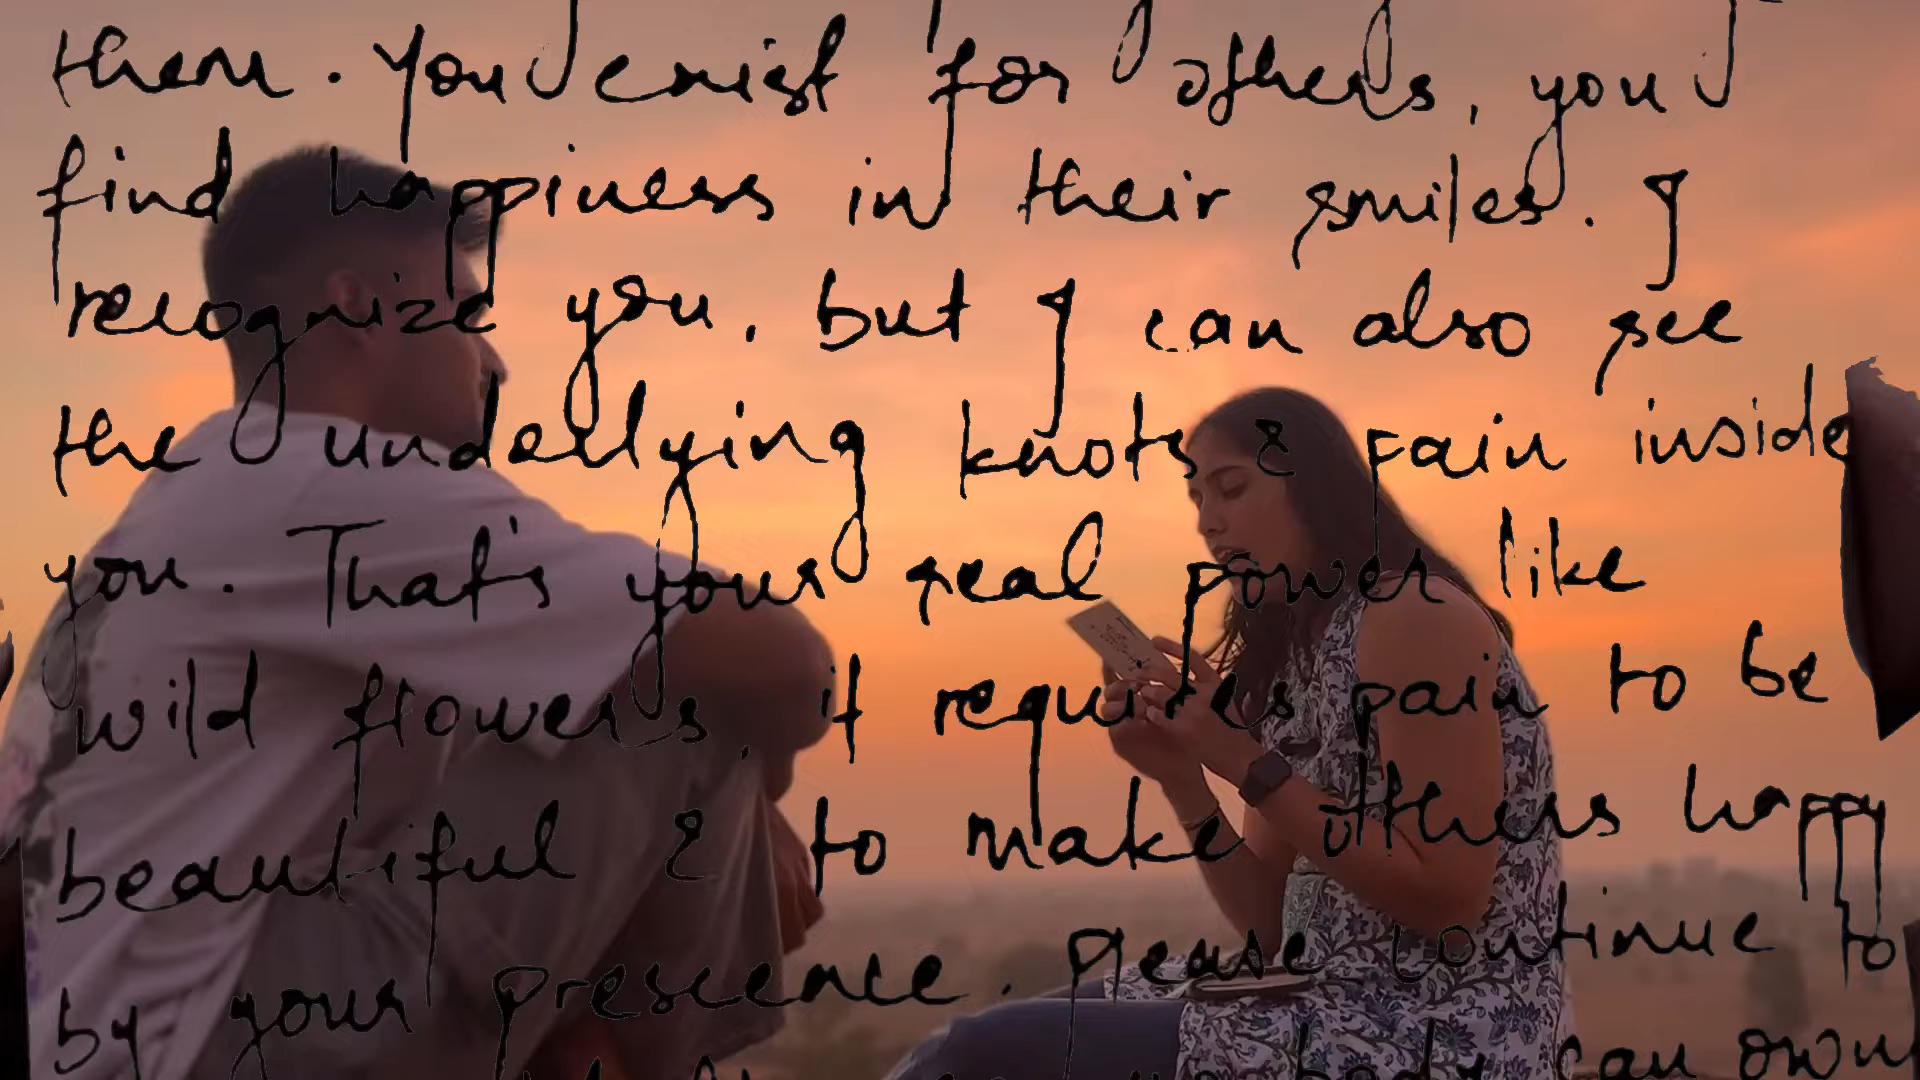 them. You exist for others, you
find happiness in their smiles. I
recognize you, but I can also see
the underlying knots & pain inside
you. That's your real power like
wild flowers, it requires pain to be
beautiful & to make others happy
by your prescence. Please continue to
body can own